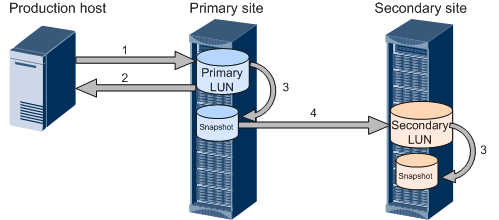 Production host
Primary site
Secondary site
1
2
Primary
LUN
3
Snapshot
4
Secondary
LUN
3
Snapshot